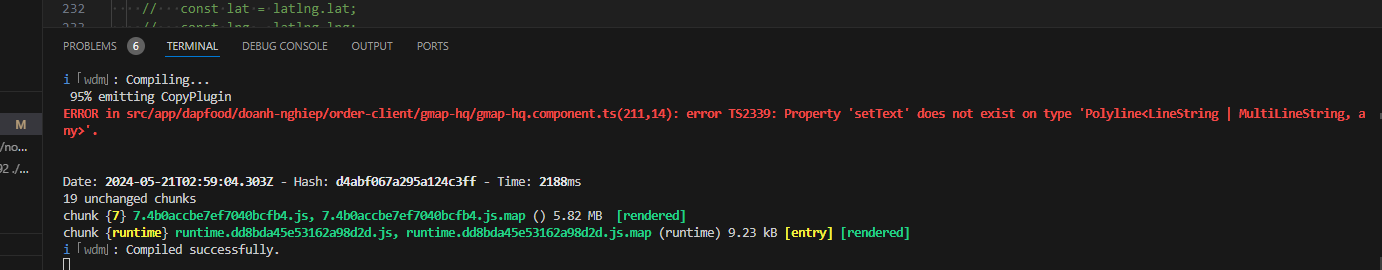 232 // const lat = latlng.lat;
233 // const lng = latlng.lng;
PROBLEMS 6 TERMINAL DEBUG CONSOLE OUTPUT PORTS
i 「wdm」: Compiling...
95% emitting CopyPlugin
ERROR in src/app/dapfood/doanh-nghiep/order-client/gmap-hq/gmap-hq.component.ts(211,14): error TS2339: Property 'setText' does not exist on type 'Polyline<LineString | MultiLineString, a
M
ny>'.
/no...
92 ./...
Date: 2024-05-21T02:59:04.303Z - Hash: d4abf067a295a124c3ff - Time: 2188ms
19 unchanged chunks
chunk {7} 7.4b0accbe7ef7040bcfb4.js, 7.4b0accbe7ef7040bcfb4.js.map () 5.82 MB [rendered]
chunk {runtime} runtime.dd8bda45e53162a98d2d.js, runtime.dd8bda45e53162a98d2d.js.map (runtime) 9.23 kB [entry] [rendered]
i 「wdm」: Compiled successfully.